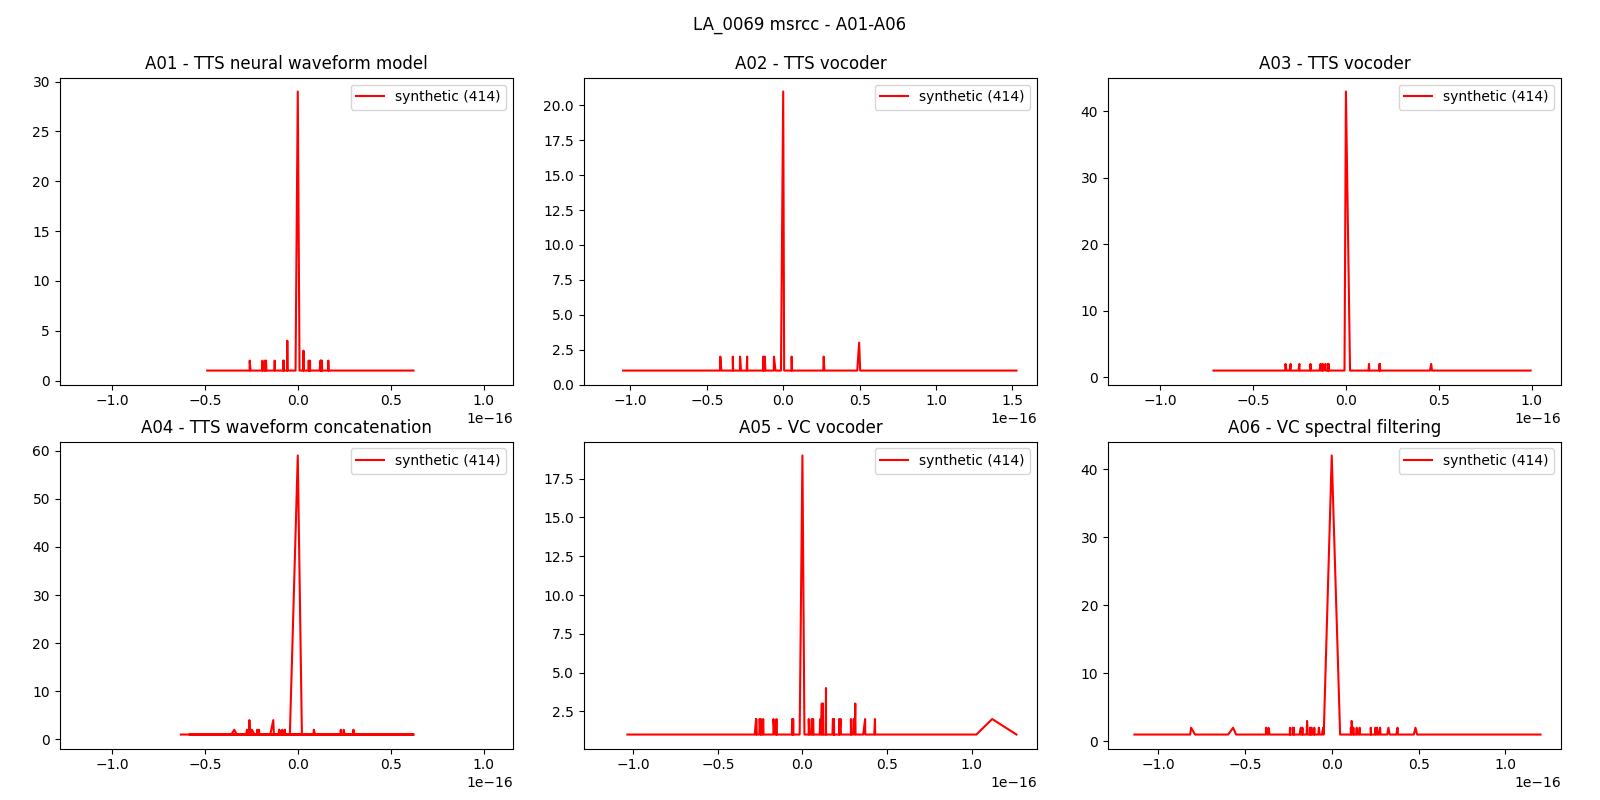 LA_0069 msrcc - A01-A06
A01 - TTS neural waveform model
A02 - TTS vocoder
A03 - TTS vocoder
synthetic (414)
synthetic (414)
synthetic (414)
30
25
20
15
10
5
0
20.0
17.5
15.0
12.5
10.0
7.5
5.0
2.5
0.0
40
30
20
10
0
−1.0 −0.5 0.0 0.5 1.0
1e−16
−1.0 −0.5 0.0 0.5 1.0 1.5
1e−16
−1.0 −0.5 0.0 0.5 1.0
1e−16
A04 - TTS waveform concatenation
A05 - VC vocoder
A06 - VC spectral filtering
synthetic (414)
synthetic (414)
synthetic (414)
60
50
40
30
20
10
0
17.5
15.0
12.5
10.0
7.5
5.0
2.5
40
30
20
10
0
−1.0 −0.5 0.0 0.5 1.0
1e−16
−1.0 −0.5 0.0 0.5 1.0
1e−16
−1.0 −0.5 0.0 0.5 1.0
1e−16